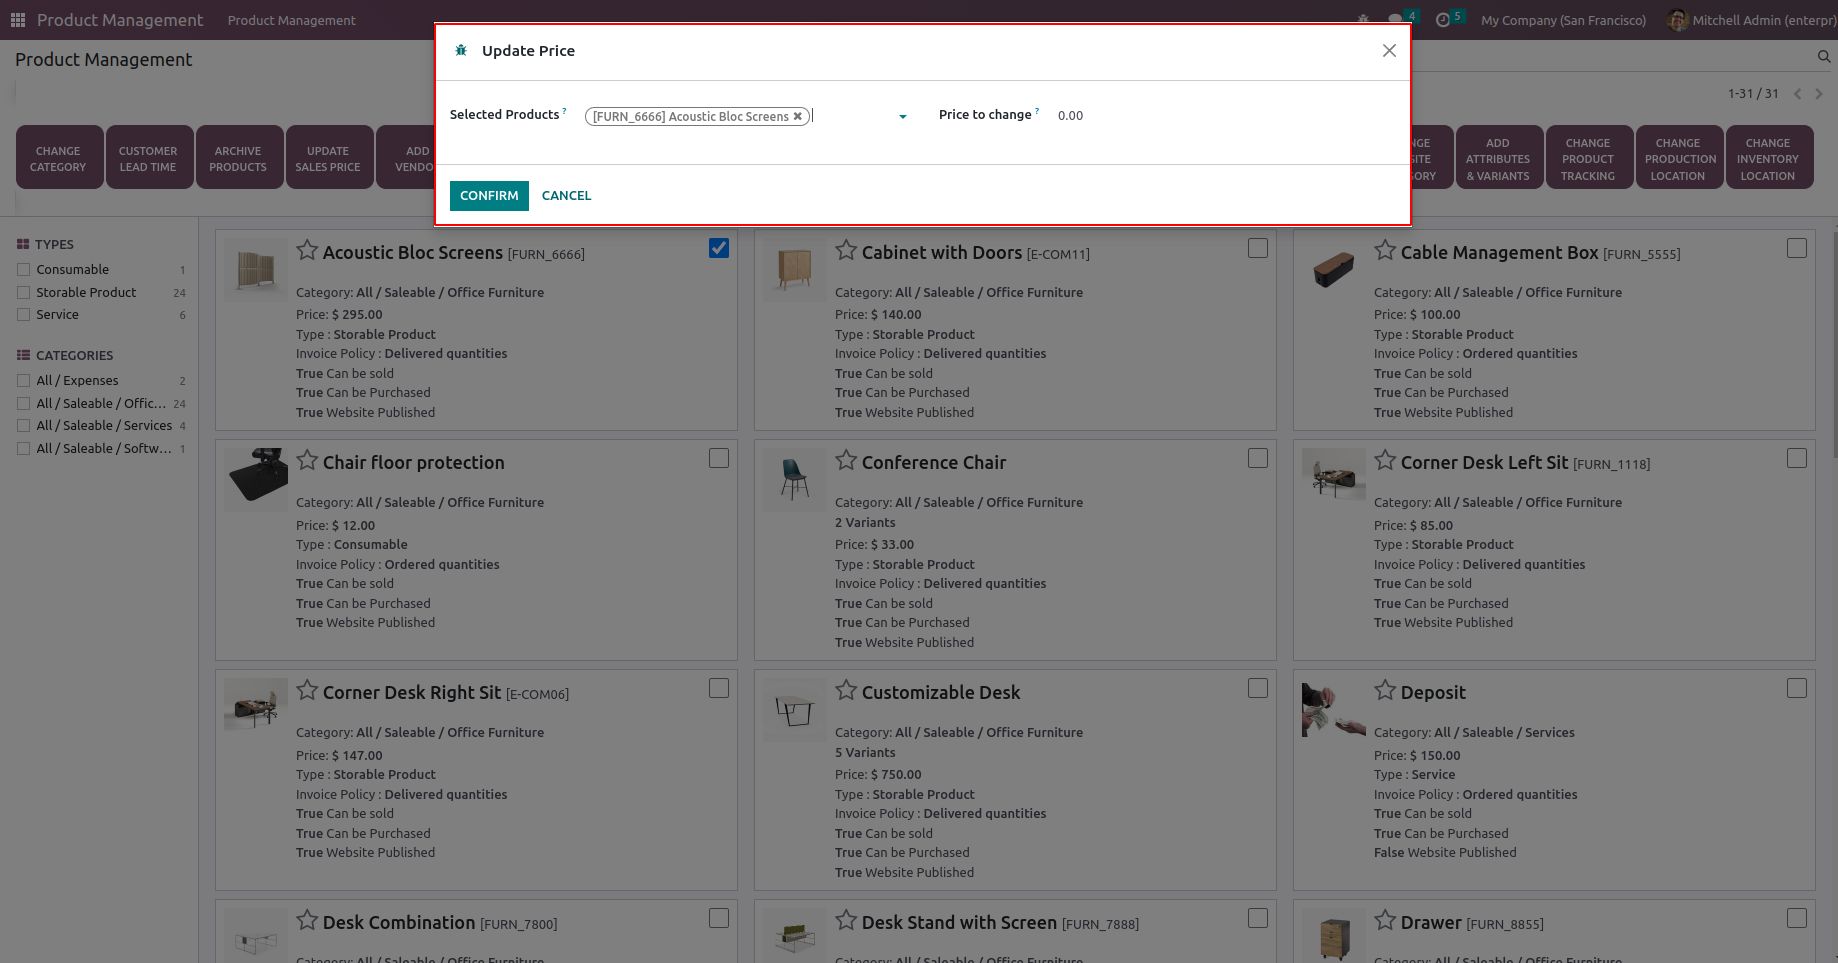 Product Management
Product Management
4
5
My Company (San Francisco)
Mitchell Admin (enterpr
Product Management
1-31 / 31
Update Price
Selected Products ?
[FURN_6666] Acoustic Bloc Screens
Price to change ?
0.00
CONFIRM
CANCEL
CHANGE
CATEGORY
CUSTOMER
LEAD TIME
ARCHIVE
PRODUCTS
UPDATE
SALES PRICE
ADD
VENDO
NGE
SITE
ORY
ADD
ATTRIBUTES
& VARIANTS
CHANGE
PRODUCT
TRACKING
CHANGE
PRODUCTION
LOCATION
CHANGE
INVENTORY
LOCATION
TYPES
Consumable 1
Storable Product 24
Service 6
CATEGORIES
All / Expenses 2
All / Saleable / Offic... 24
All / Saleable / Services 4
All / Saleable / Softw... 1
Acoustic Bloc Screens [FURN_6666]
Category: All / Saleable / Office Furniture
Price: $ 295.00
Type : Storable Product
Invoice Policy : Delivered quantities
True Can be sold
True Can be Purchased
True Website Published
Cabinet with Doors [E-COM11]
Category: All / Saleable / Office Furniture
Price: $ 140.00
Type : Storable Product
Invoice Policy : Delivered quantities
True Can be sold
True Can be Purchased
True Website Published
Cable Management Box [FURN_5555]
Category: All / Saleable / Office Furniture
Price: $ 100.00
Type : Storable Product
Invoice Policy : Ordered quantities
True Can be sold
True Can be Purchased
True Website Published
Chair floor protection
Category: All / Saleable / Office Furniture
Price: $ 12.00
Type : Consumable
Invoice Policy : Ordered quantities
True Can be sold
True Can be Purchased
True Website Published
Conference Chair
Category: All / Saleable / Office Furniture
2 Variants
Price: $ 33.00
Type : Storable Product
Invoice Policy : Delivered quantities
True Can be sold
True Can be Purchased
True Website Published
Corner Desk Left Sit [FURN_1118]
Category: All / Saleable / Office Furniture
Price: $ 85.00
Type : Storable Product
Invoice Policy : Delivered quantities
True Can be sold
True Can be Purchased
True Website Published
Corner Desk Right Sit [E-COM06]
Category: All / Saleable / Office Furniture
Price: $ 147.00
Type : Storable Product
Invoice Policy : Delivered quantities
True Can be sold
True Can be Purchased
True Website Published
Customizable Desk
Category: All / Saleable / Office Furniture
5 Variants
Price: $ 750.00
Type : Storable Product
Invoice Policy : Delivered quantities
True Can be sold
True Can be Purchased
True Website Published
Deposit
Category: All / Saleable / Services
Price: $ 150.00
Type : Service
Invoice Policy : Ordered quantities
True Can be sold
True Can be Purchased
False Website Published
Desk Combination [FURN_7800]
Category: All / Saleable / Office Furniture
Desk Stand with Screen [FURN_7888]
Category: All / Saleable / Office Furniture
Drawer [FURN_8855]
Category: All / Saleable / Office Furniture